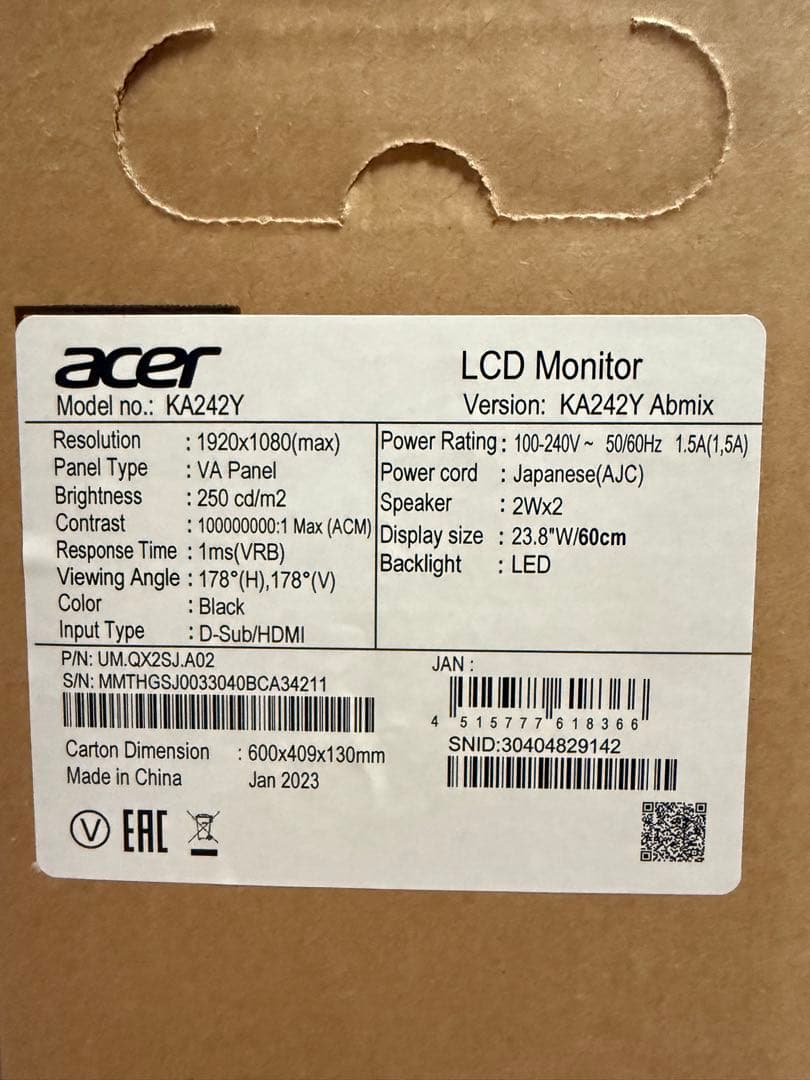 acer
LCD Monitor
Model no.: KA242Y
Version: KA242Y Abmix
Resolution : 1920x1080(max)
Panel Type : VA Panel
Brightness : 250 cd/m2
Contrast : 100000000:1 Max (ACM)
Response Time : 1ms(VRB)
Viewing Angle : 178°(H),178°(V)
Color : Black
Input Type : D-Sub/HDMI
Power Rating : 100-240V~ 50/60Hz 1.5A(1,5A)
Power cord : Japanese(AJC)
Speaker : 2Wx2
Display size : 23.8"W/60cm
Backlight : LED
P/N: UM.QX2SJ.A02
S/N: MMTHGSJ0033040BCA34211
Carton Dimension : 600x409x130mm
Made in China Jan 2023
V EAC
JAN :
4 515777 618366
SNID:30404829142